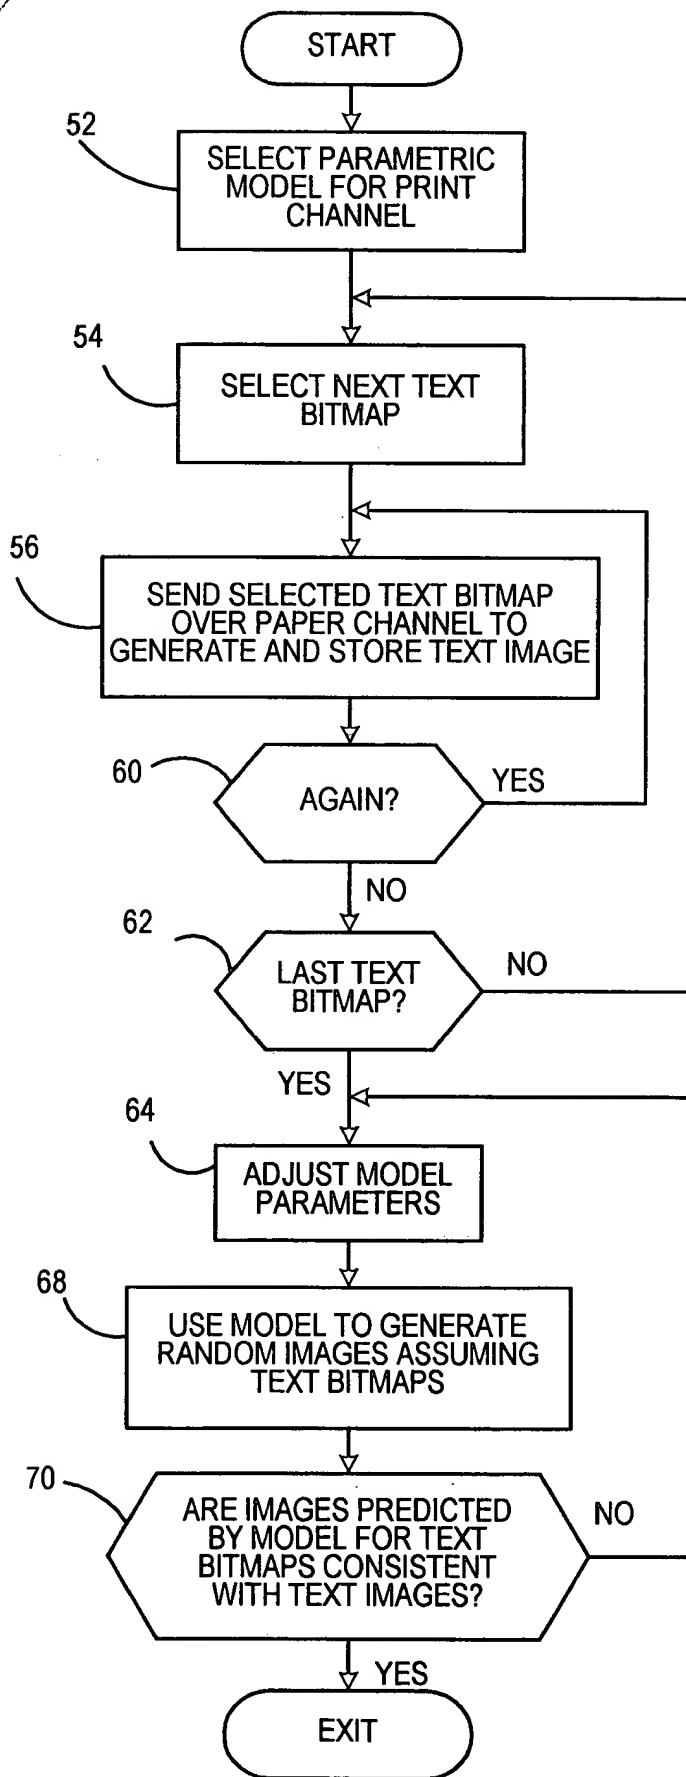 START
52
SELECT PARAMETRIC
MODEL FOR PRINT
CHANNEL
54
SELECT NEXT TEXT
BITMAP
56
SEND SELECTED TEXT BITMAP
OVER PAPER CHANNEL TO
GENERATE AND STORE TEXT IMAGE
60
AGAIN?
YES
NO
62
LAST TEXT
BITMAP?
NO
YES
64
ADJUST MODEL
PARAMETERS
68
USE MODEL TO GENERATE
RANDOM IMAGES ASSUMING
TEXT BITMAPS
70
ARE IMAGES PREDICTED
BY MODEL FOR TEXT
BITMAPS CONSISTENT
WITH TEXT IMAGES?
NO
YES
EXIT